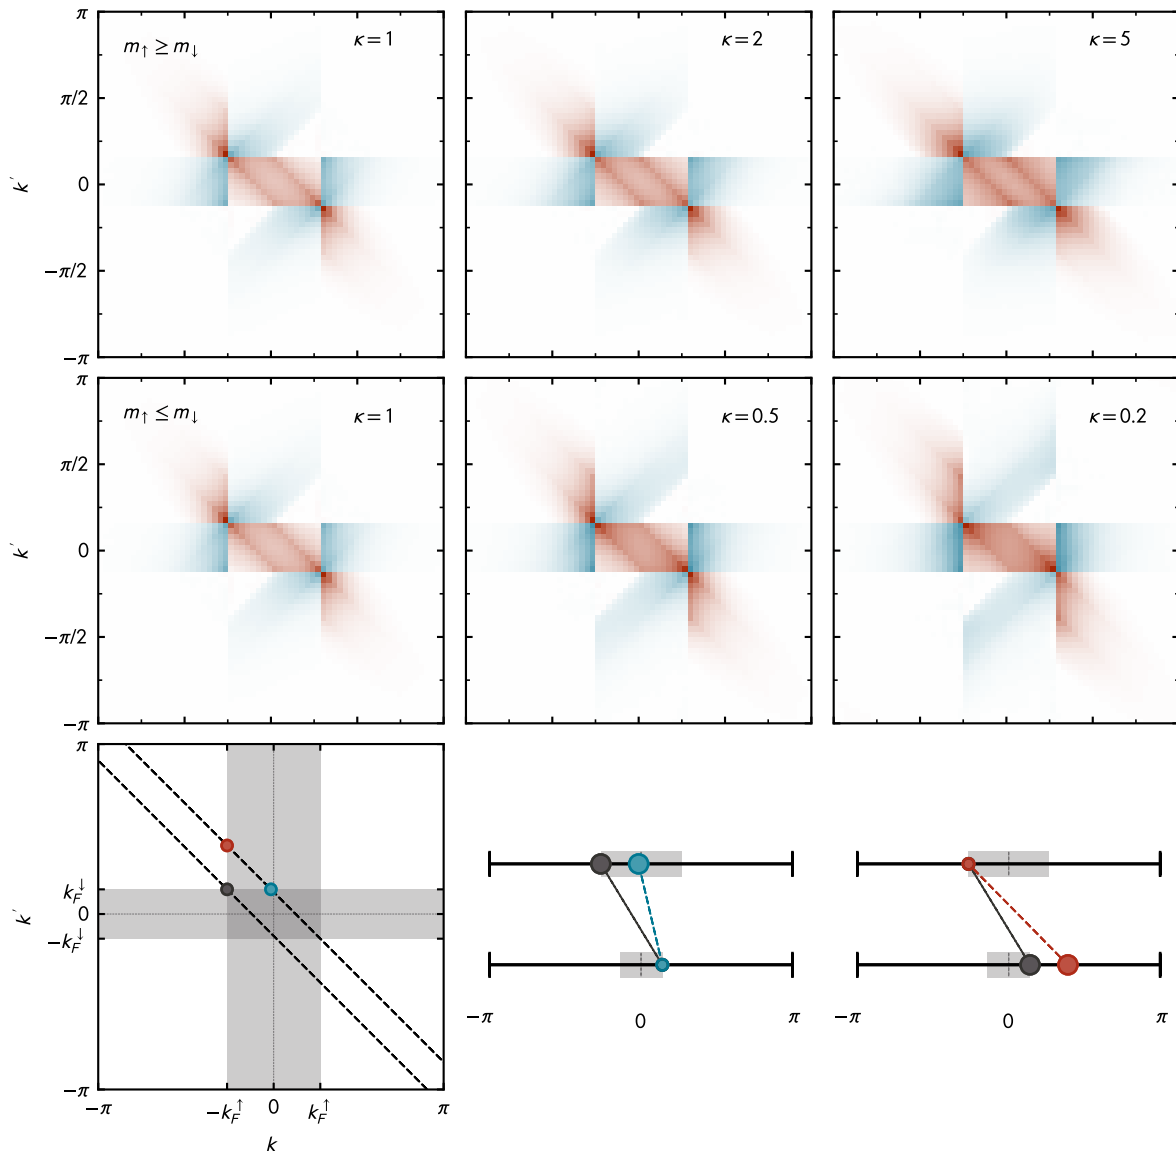 m↑ ≥ m↓
κ=1
κ=2
κ=5
π
π/2
k′
0
−π/2
−π
m↑ ≤ m↓
κ=1
κ=0.5
κ=0.2
π
π/2
k′
0
−π/2
−π
π
k_F^↓
k′
0
−k_F^↓
−π
−π
−k_F^↑
0
k_F^↑
π
k
−π
0
π
−π
0
π